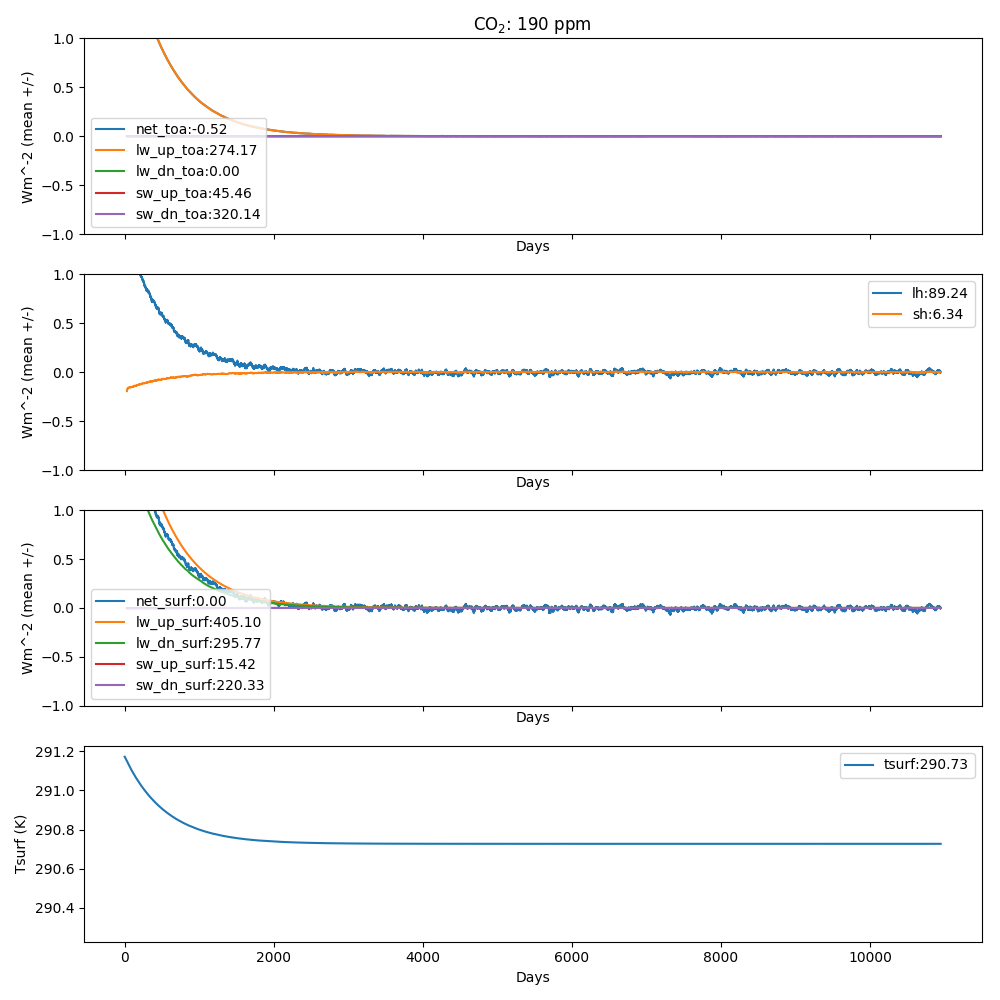 CO₂: 190 ppm
1.0
0.5
0.0
−0.5
−1.0
Wm^-2 (mean +/-)
net_toa:-0.52
lw_up_toa:274.17
lw_dn_toa:0.00
sw_up_toa:45.46
sw_dn_toa:320.14
Days
1.0
0.5
0.0
−0.5
−1.0
Wm^-2 (mean +/-)
lh:89.24
sh:6.34
Days
1.0
0.5
0.0
−0.5
−1.0
Wm^-2 (mean +/-)
net_surf:0.00
lw_up_surf:405.10
lw_dn_surf:295.77
sw_up_surf:15.42
sw_dn_surf:220.33
Days
291.2
291.0
290.8
290.6
290.4
Tsurf (K)
tsurf:290.73
0 2000 4000 6000 8000 10000
Days